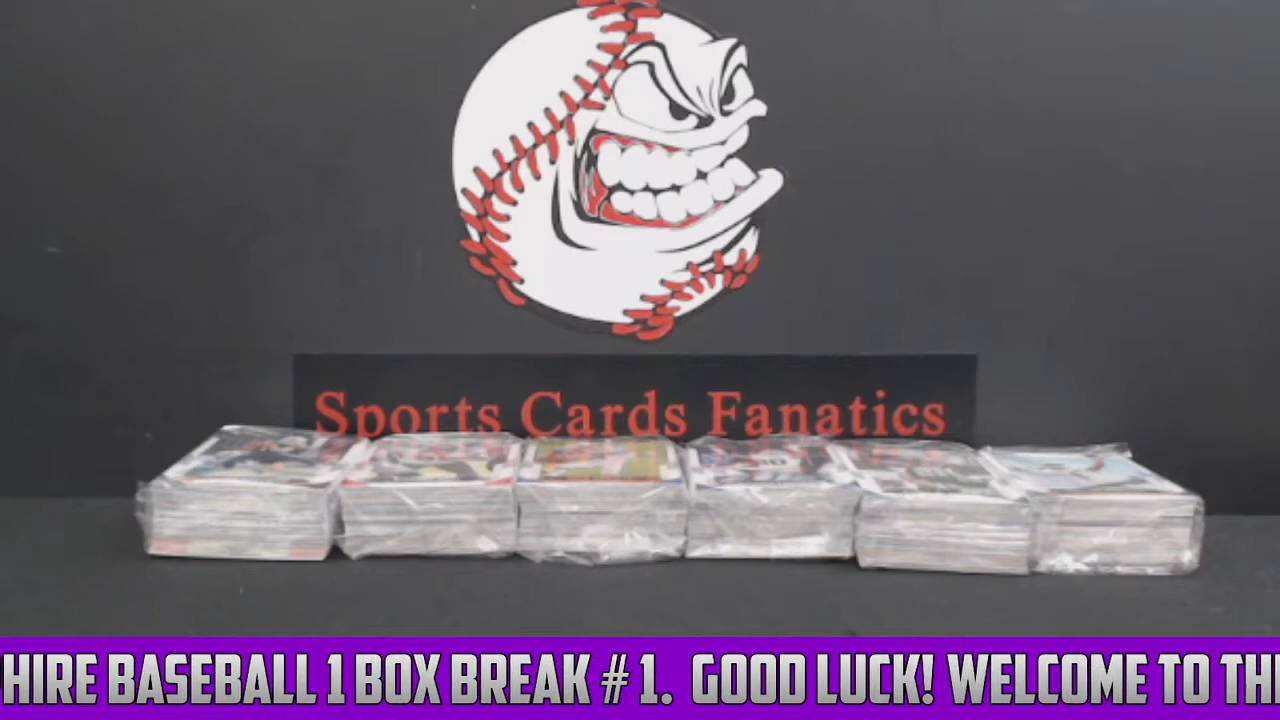 Sports Cards Fanatics
HIRE BASEBALL 1 BOX BREAK # 1. GOOD LUCK! WELCOME TO TH